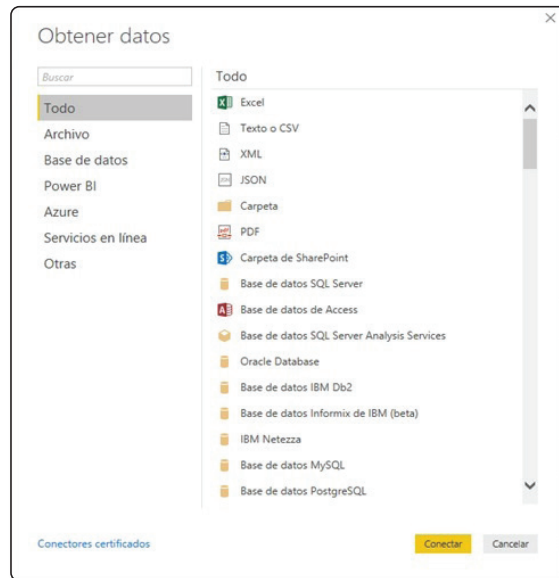 Obtener datos
Buscar
Todo
Archivo
Base de datos
Power BI
Azure
Servicios en línea
Otras
Todo
Excel
Texto o CSV
XML
JSON
Carpeta
PDF
Carpeta de SharePoint
Base de datos SQL Server
Base de datos de Access
Base de datos SQL Server Analysis Services
Oracle Database
Base de datos IBM Db2
Base de datos Informix de IBM (beta)
IBM Netezza
Base de datos MySQL
Base de datos PostgreSQL
Conectores certificados
Conectar
Cancelar